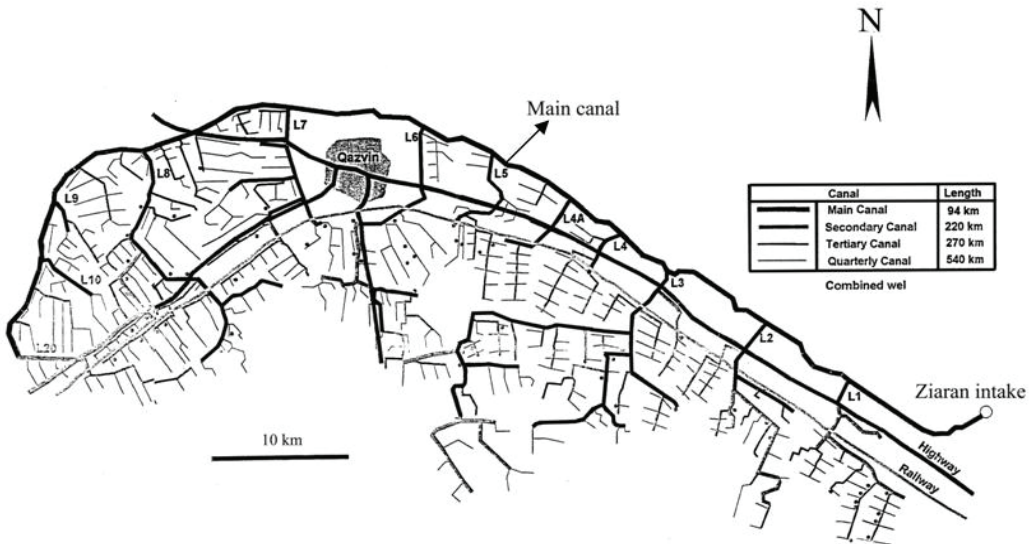 N
Main canal
L7
L6
Qazvin
L5
L8
L9
L4A
L4
L3
L10
L2
L20
L1
Ziaran intake
Highway
Railway
10 km
Canal Length
Main Canal 94 km
Secondary Canal 220 km
Tertiary Canal 270 km
Quarterly Canal 540 km
Combined wel